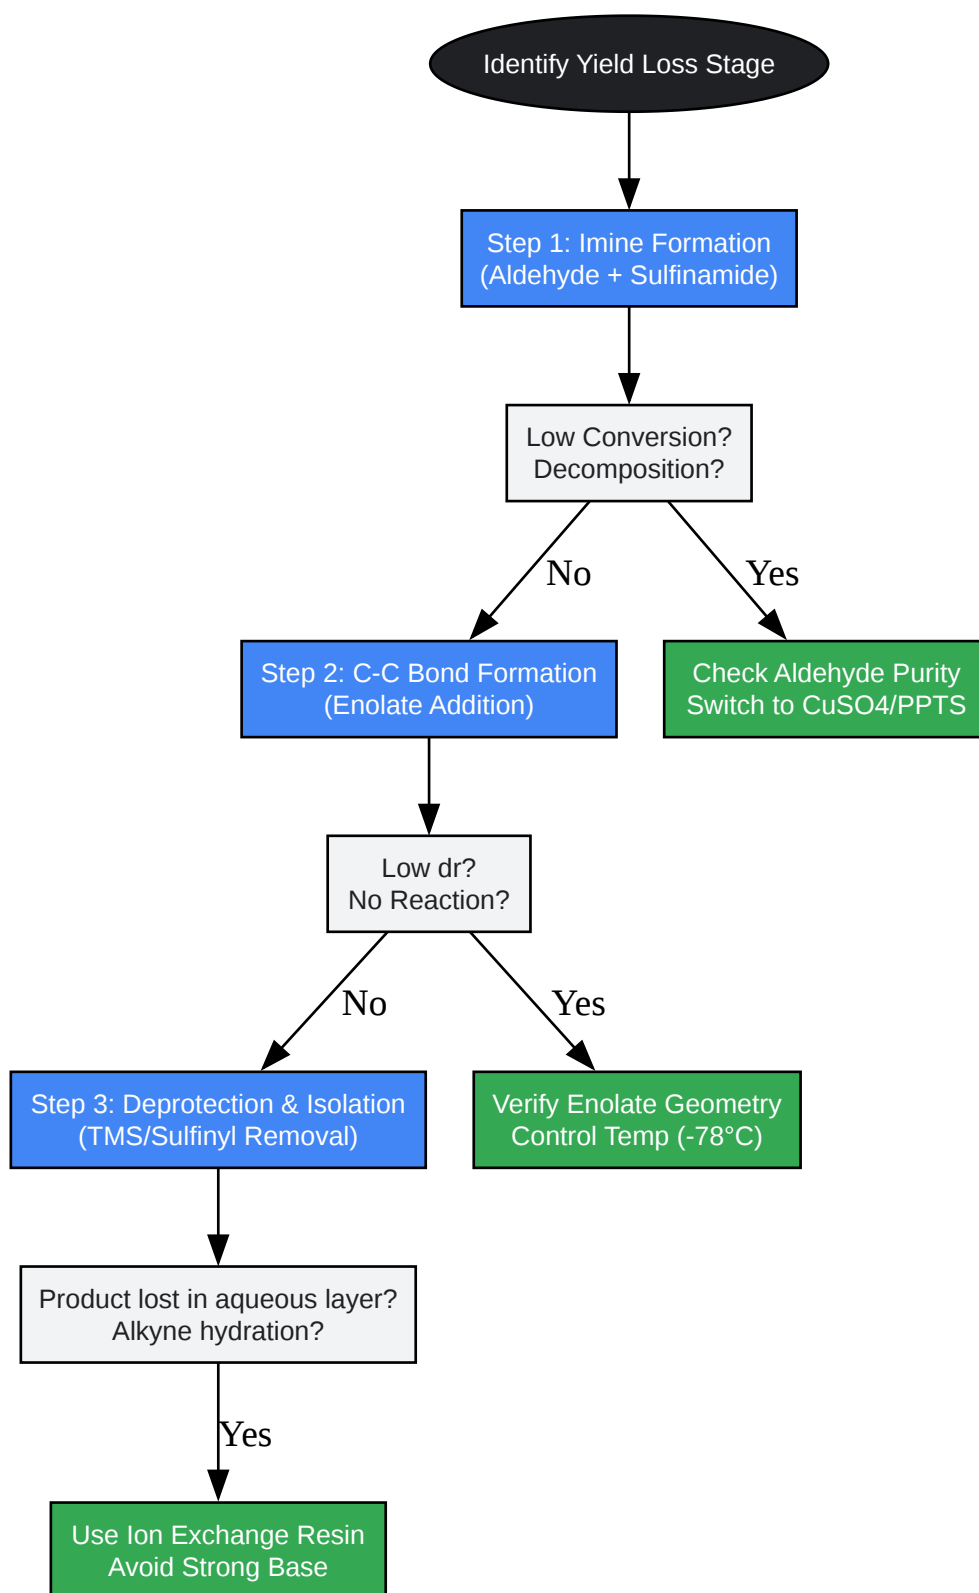 Identify Yield Loss Stage
Step 1: Imine Formation
(Aldehyde + Sulfinamide)
Low Conversion?
Decomposition?
No
Yes
Step 2: C-C Bond Formation
(Enolate Addition)
Check Aldehyde Purity
Switch to CuSO4/PPTS
Low dr?
No Reaction?
No
Yes
Step 3: Deprotection & Isolation
(TMS/Sulfinyl Removal)
Verify Enolate Geometry
Control Temp (-78°C)
Product lost in aqueous layer?
Alkyne hydration?
Yes
Use Ion Exchange Resin
Avoid Strong Base